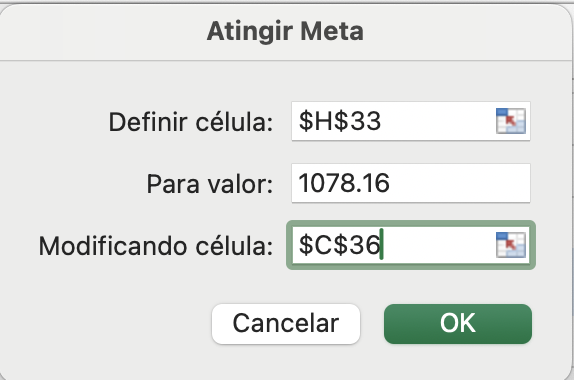 Atingir Meta
Definir célula: $H$33
Para valor: 1078.16
Modificando célula: $C$36
Cancelar OK